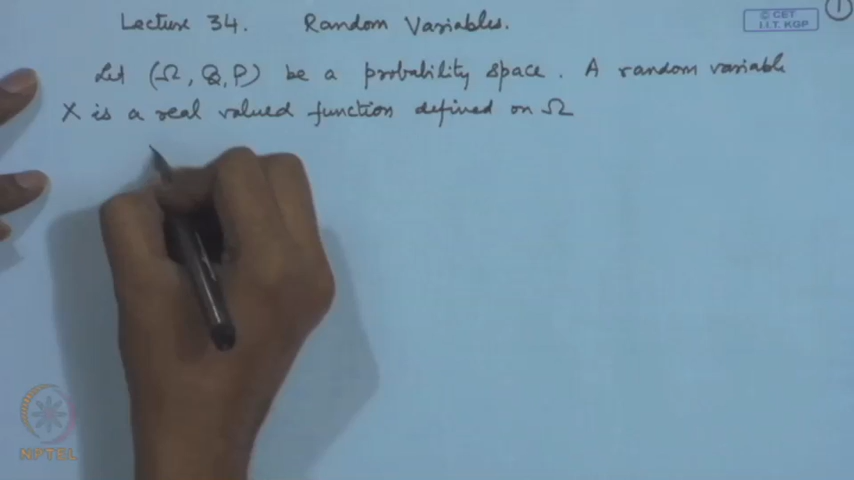 Lecture 34. Random Variables.
© CET
I.I.T. KGP
1
Let (Ω, Q, P) be a probability space. A random variable
X is a real valued function defined on Ω
NPTEL